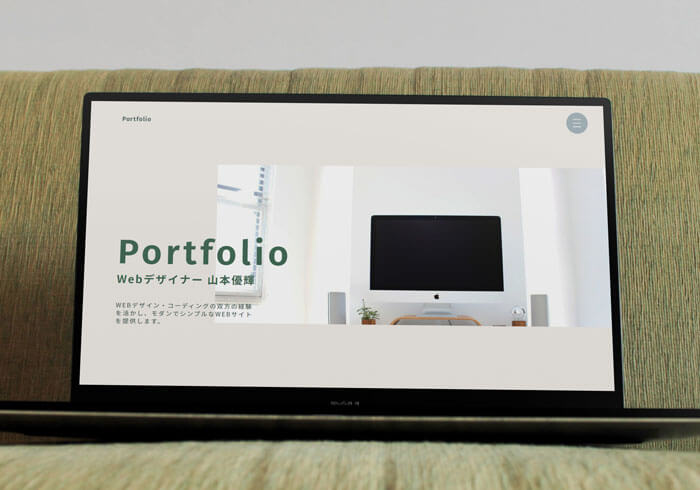 Portfolio
Portfolio
Webデザイナー 山本優輝
WEBデザイン・コーディングの双方の経験
を活かし、モダンでシンプルなWEBサイト
を提供します。